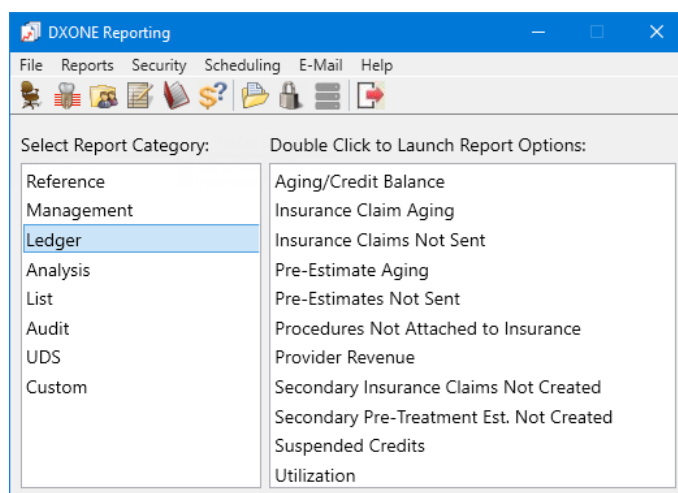 DXONE Reporting
File Reports Security Scheduling E-Mail Help
Select Report Category:
Reference
Management
Ledger
Analysis
List
Audit
UDS
Custom
Double Click to Launch Report Options:
Aging/Credit Balance
Insurance Claim Aging
Insurance Claims Not Sent
Pre-Estimate Aging
Pre-Estimates Not Sent
Procedures Not Attached to Insurance
Provider Revenue
Secondary Insurance Claims Not Created
Secondary Pre-Treatment Est. Not Created
Suspended Credits
Utilization